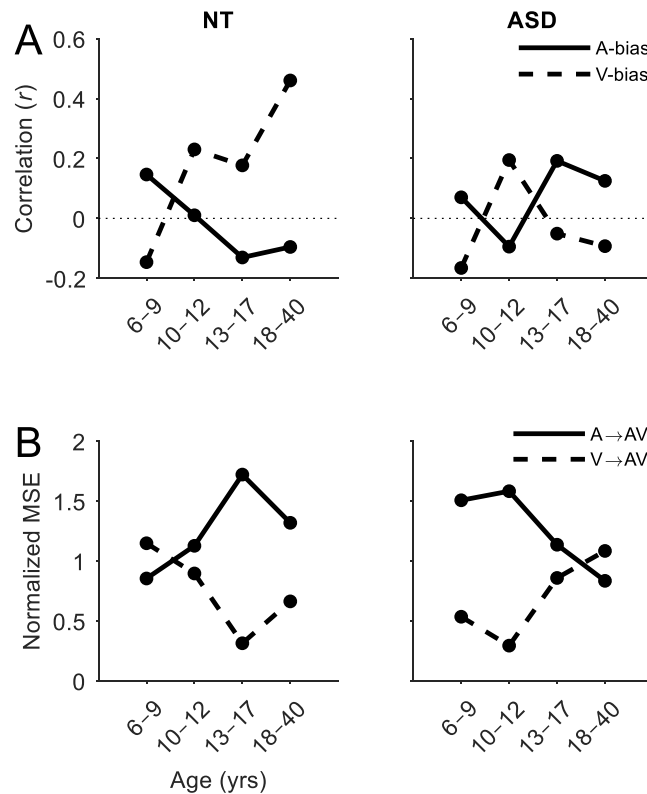 NT
ASD
A
0.6
0.4
0.2
0
-0.2
Correlation (r)
A-bias
V-bias
6–9
10–12
13–17
18–40
6–9
10–12
13–17
18–40
B
2
1.5
1
0.5
0
Normalized MSE
A→AV
V→AV
6–9
10–12
13–17
18–40
6–9
10–12
13–17
18–40
Age (yrs)